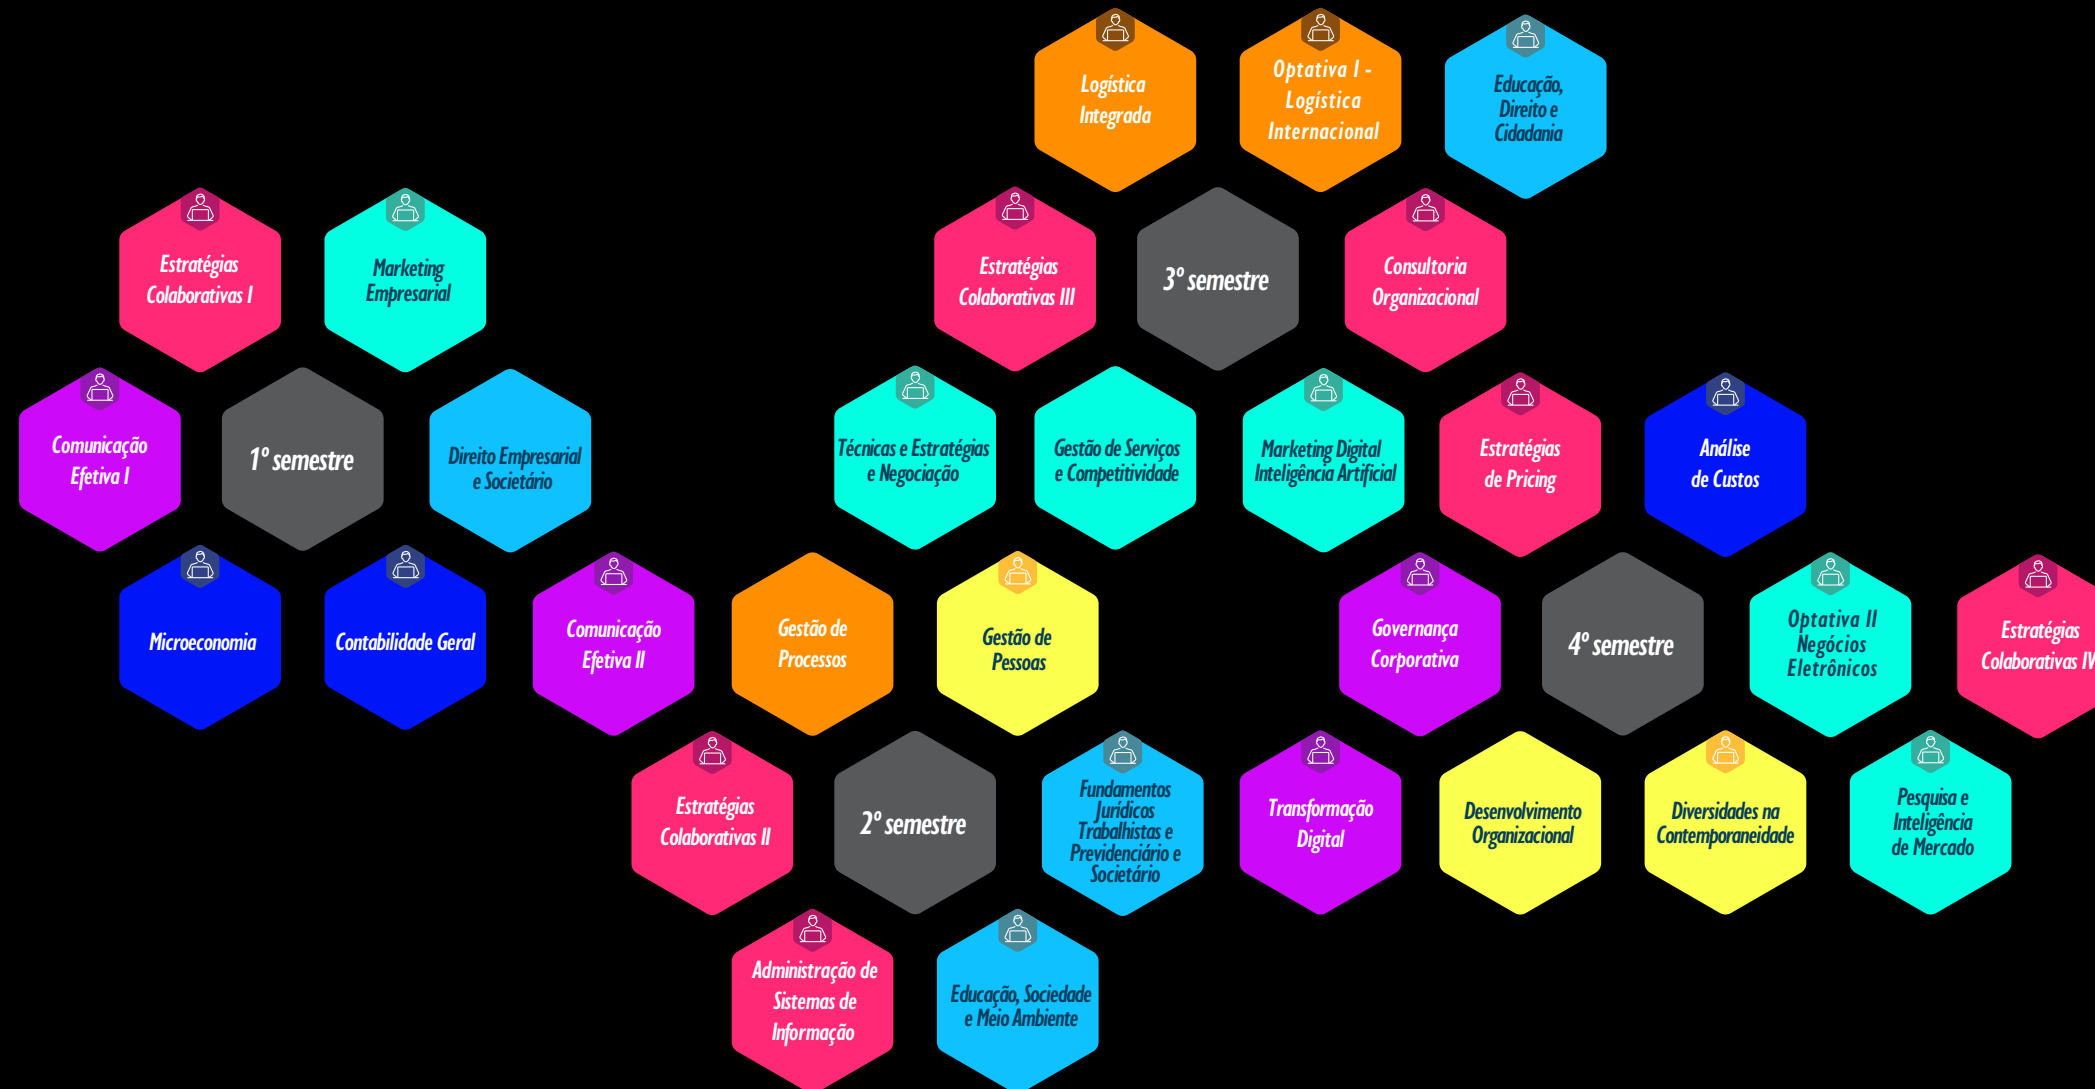 Logística
Integrada
Optativa I -
Logística
Internacional
Educação,
Direito e
Cidadania
Estratégias
Colaborativas I
Marketing
Empresarial
Estratégias
Colaborativas III
3º semestre
Consultoria
Organizacional
Comunicação
Efetiva I
1º semestre
Direito Empresarial
e Societário
Técnicas e Estratégias
e Negociação
Gestão de Serviços
e Competitividade
Marketing Digital
Inteligência Artificial
Estratégias
de Pricing
Análise
de Custos
Microeconomia
Contabilidade Geral
Comunicação
Efetiva II
Gestão de
Processos
Gestão de
Pessoas
Governança
Corporativa
4º semestre
Optativa II
Negócios
Eletrônicos
Estratégias
Colaborativas IV
Estratégias
Colaborativas II
2º semestre
Fundamentos
Jurídicos
Trabalhistas e
Previdenciário e
Societário
Transformação
Digital
Desenvolvimento
Organizacional
Diversidades na
Contemporaneidade
Pesquisa e
Inteligência
de Mercado
Administração de
Sistemas de
Informação
Educação, Sociedade
e Meio Ambiente